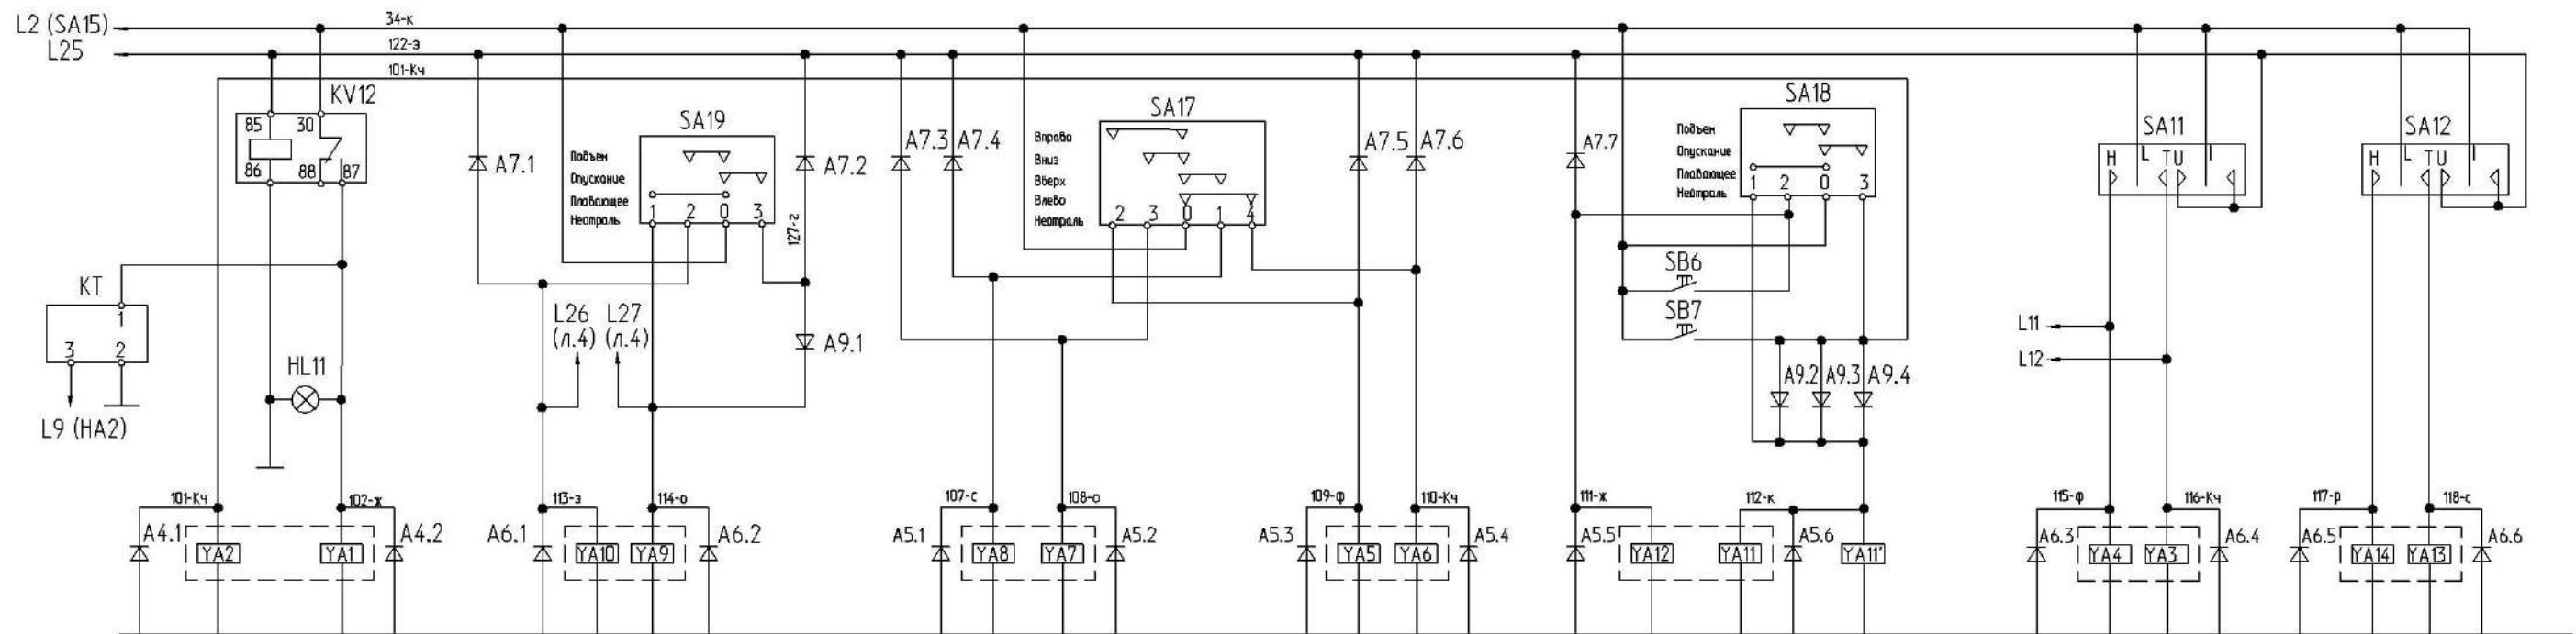 L2 (SA15)
34-к
L25
122-э
101-Кч
KV12
85
30
86
88
87
KT
1
3
2
L9 (HA2)
HL11
A7.1
SA19
Подъем
Опускание
Плавающее
Нейтраль
1
2
0
3
127-г
A7.2
L26
(л.4)
L27
(л.4)
A9.1
A7.3
A7.4
SA17
Вправо
Вниз
Вверх
Влево
Нейтраль
2
3
0
1
4
A7.5
A7.6
A7.7
SA18
Подъем
Опускание
Плавающее
Нейтраль
1
2
0
3
SB6
SB7
A9.2
A9.3
A9.4
SA11
H
L
TU
I
L11
L12
SA12
H
L
TU
I
101-Кч
102-ж
A4.1
YA2
YA1
A4.2
113-э
114-о
A6.1
YA10
YA9
A6.2
107-с
108-о
A5.1
YA8
YA7
A5.2
109-ф
110-Кч
A5.3
YA5
YA6
A5.4
111-ж
112-к
A5.5
YA12
YA11
A5.6
YA11'
115-ф
116-Кч
A6.3
YA4
YA3
A6.4
117-р
118-с
A6.5
YA14
YA13
A6.6